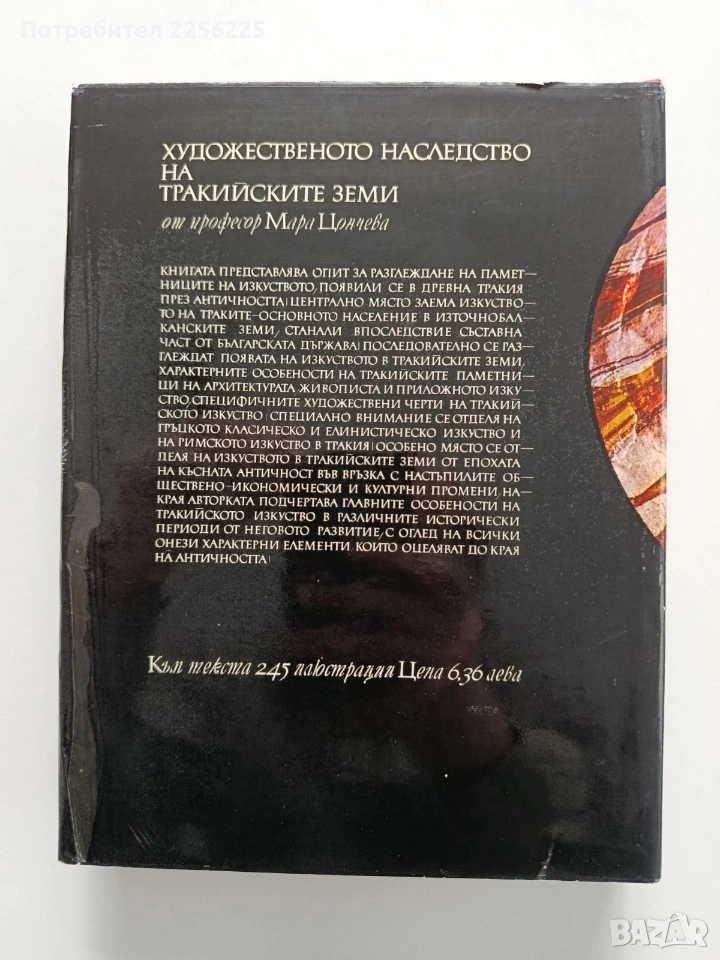 Потребител 2256225
ХУДОЖЕСТВЕНОТО НАСЛЕДСТВО
НА
ТРАКИЙСКИТЕ ЗЕМИ
от професор Мара Цончева
КНИГАТА ПРЕДСТАВЛЯВА ОПИТ ЗА РАЗГЛЕЖДАНЕ НА ПАМЕТ—
НИЦИТЕ НА ИЗКУСТВОТО, ПОЯВИЛИ СЕ В ДРЕВНА ТРАКИЯ
ПРЕЗ АНТИЧНОСТТА| ЦЕНТРАЛНО МЯСТО ЗАЕМА ИЗКУСТВО—
ТО НА ТРАКИТЕ—ОСНОВНОТО НАСЕЛЕНИЕ В ИЗТОЧНОБАЛ—
КАНСКИТЕ ЗЕМИ, СТАНАЛИ ВПОСЛЕДСТВИЕ СЪСТАВНА
ЧАСТ ОТ БЪЛГАРСКАТА ДЪРЖАВА| ПОСЛЕДОВАТЕЛНО СЕ РАЗ—
ГЛЕЖДАТ ПОЯВАТА НА ИЗКУСТВОТО В ТРАКИЙСКИТЕ ЗЕМИ,
ХАРАКТЕРНИТЕ ОСОБЕНОСТИ НА ТРАКИЙСКИТЕ ПАМЕТНИ—
ЦИ НА АРХИТЕКТУРАТА, ЖИВОПИСТА И ПРИЛОЖНОТО ИЗКУ—
СТВО, СПЕЦИФИЧНИТЕ ХУДОЖЕСТВЕНИ ЧЕРТИ НА ТРАКИЙ—
СКОТО ИЗКУСТВО| СПЕЦИАЛНО ВНИМАНИЕ СЕ ОТДЕЛЯ НА
ГРЪЦКОТО КЛАСИЧЕСКО И ЕЛИНИСТИЧЕСКО ИЗКУСТВО И
НА РИМСКОТО ИЗКУСТВО В ТРАКИЯ| ОСОБЕНО МЯСТО СЕ ОТ—
ДЕЛЯ НА ИЗКУСТВОТО В ТРАКИЙСКИТЕ ЗЕМИ ОТ ЕПОХАТА
НА КЪСНАТА АНТИЧНОСТ ВЪВ ВРЪЗКА С НАСТЪПИЛИТЕ ОБ—
ЩЕСТВЕНО-ИКОНОМИЧЕСКИ И КУЛТУРНИ ПРОМЕНИ, НА—
КРАЯ АВТОРКАТА ПОДЧЕРТАВА ГЛАВНИТЕ ОСОБЕНОСТИ НА
ТРАКИЙСКОТО ИЗКУСТВО В РАЗЛИЧНИТЕ ИСТОРИЧЕСКИ
ПЕРИОДИ ОТ НЕГОВОТО РАЗВИТИЕ, С ОГЛЕД НА ВСИЧКИ
ОНЕЗИ ХАРАКТЕРНИ ЕЛЕМЕНТИ, КОИТО ОЦЕЛЯВАТ ДО КРАЯ
НА АНТИЧНОСТТА|
Към текста 245 илюстрации Цена 6,36 лева
BAZAR